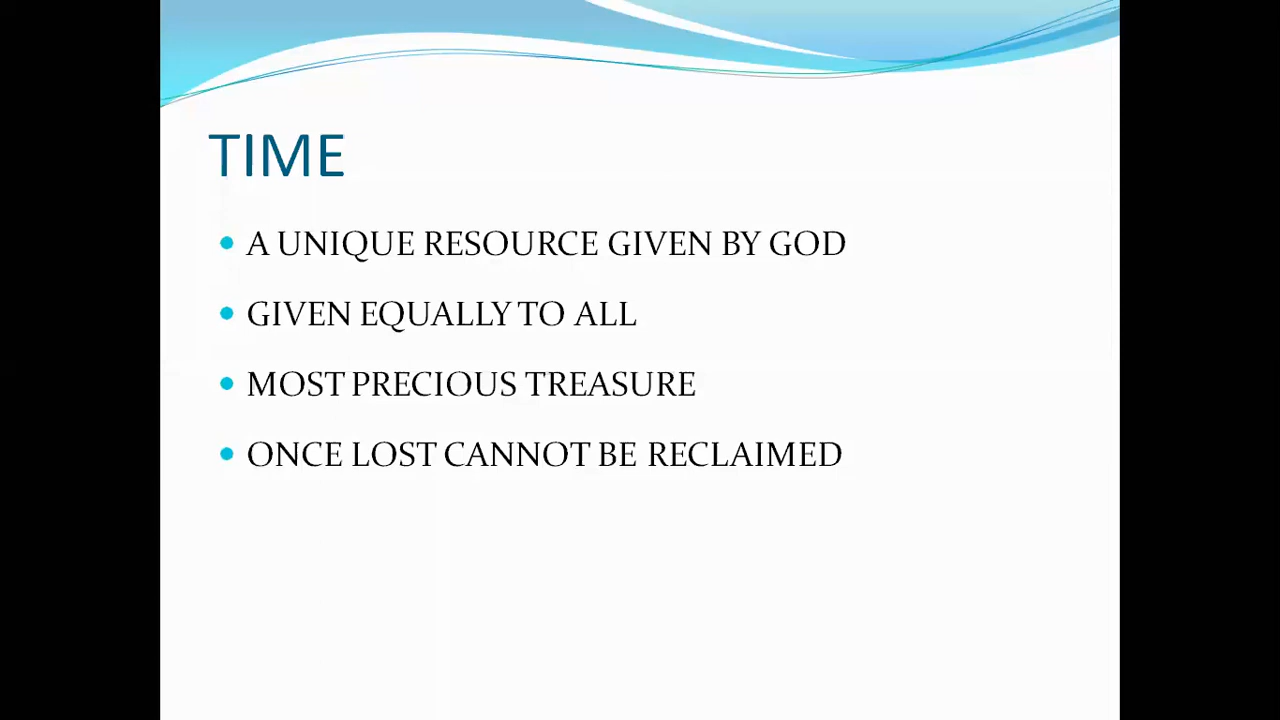 TIME
A UNIQUE RESOURCE GIVEN BY GOD
GIVEN EQUALLY TO ALL
MOST PRECIOUS TREASURE
ONCE LOST CANNOT BE RECLAIMED